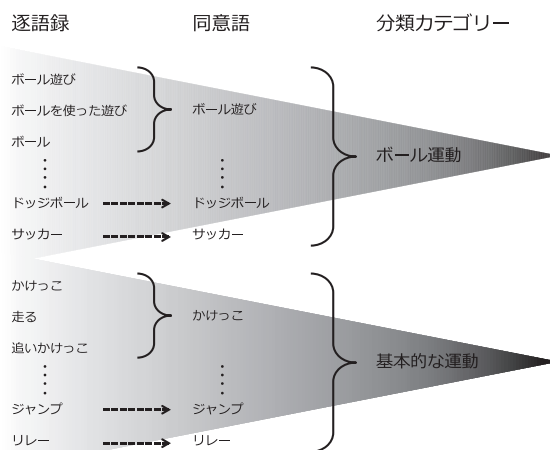 逐語録 同意語 分類カテゴリー
ボール遊び
ボールを使った遊び ボール遊び
ボール
ボール運動
ドッジボール ドッジボール
サッカー サッカー
かけっこ
走る かけっこ
追いかけっこ
基本的な運動
ジャンプ ジャンプ
リレー リレー